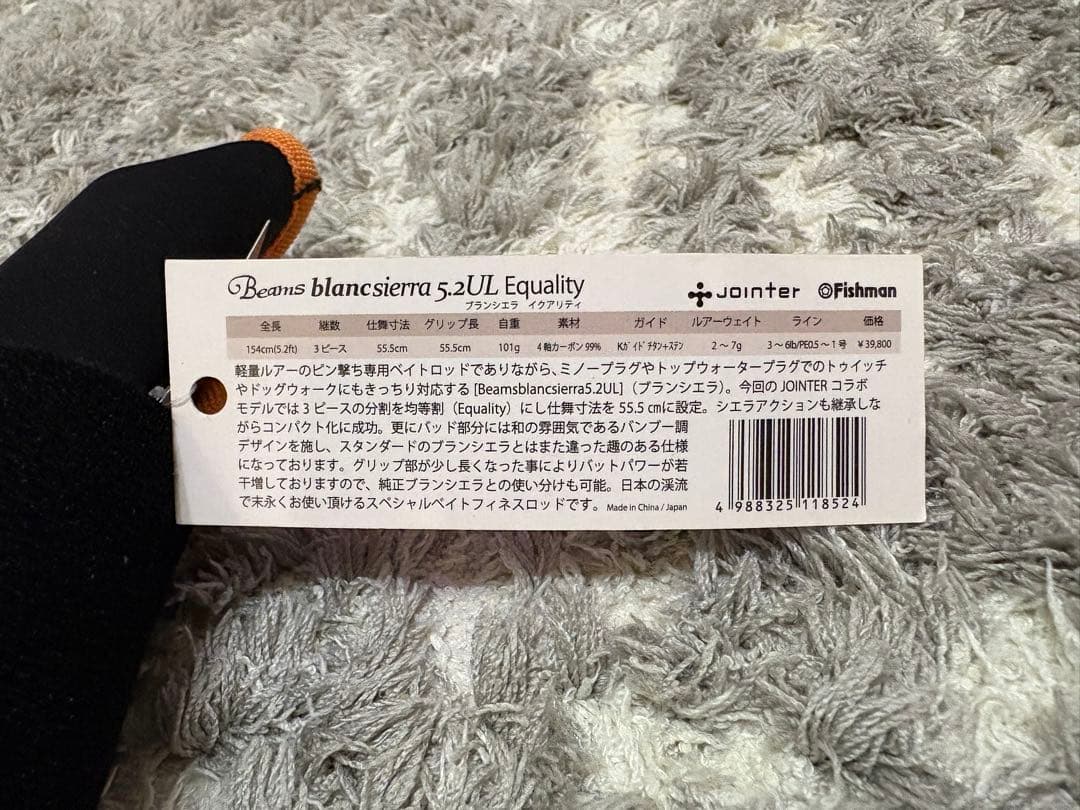 Beams blancsierra 5.2UL Equality
ブランシエラ イクアリティ
JOINTER Fishman
全長 継数 仕舞寸法 グリップ長 自重 素材 ガイド ルアーウェイト ライン 価格
154cm(5.2ft) 3ピース 55.5cm 55.5cm 101g 4軸カーボン99% Kガイドチタン+ステン 2～7g 3～6lb/PE0.5～1号 ¥39,800
軽量ルアーのピン撃ち専用ベイトロッドでありながら、ミノープラグやトップウォータープラグでのトゥイッチ
やドッグウォークにもきっちり対応する [Beamsblancsierra5.2UL]（ブランシエラ）。今回の JOINTER コラボ
モデルでは3ピースの分割を均等割（Equality）にし仕舞寸法を 55.5 ㎝に設定。シエラアクションも継承しな
がらコンパクト化に成功。更にバッド部分には和の雰囲気であるバンブー調
デザインを施し、スタンダードのブランシエラとはまた違った趣のある仕様
になっております。グリップ部が少し長くなった事によりバットパワーが若
干増しておりますので、純正ブランシエラとの使い分けも可能。日本の渓流
で末永くお使い頂けるスペシャルベイトフィネスロッドです。 Made in China / Japan
4 988325 118524